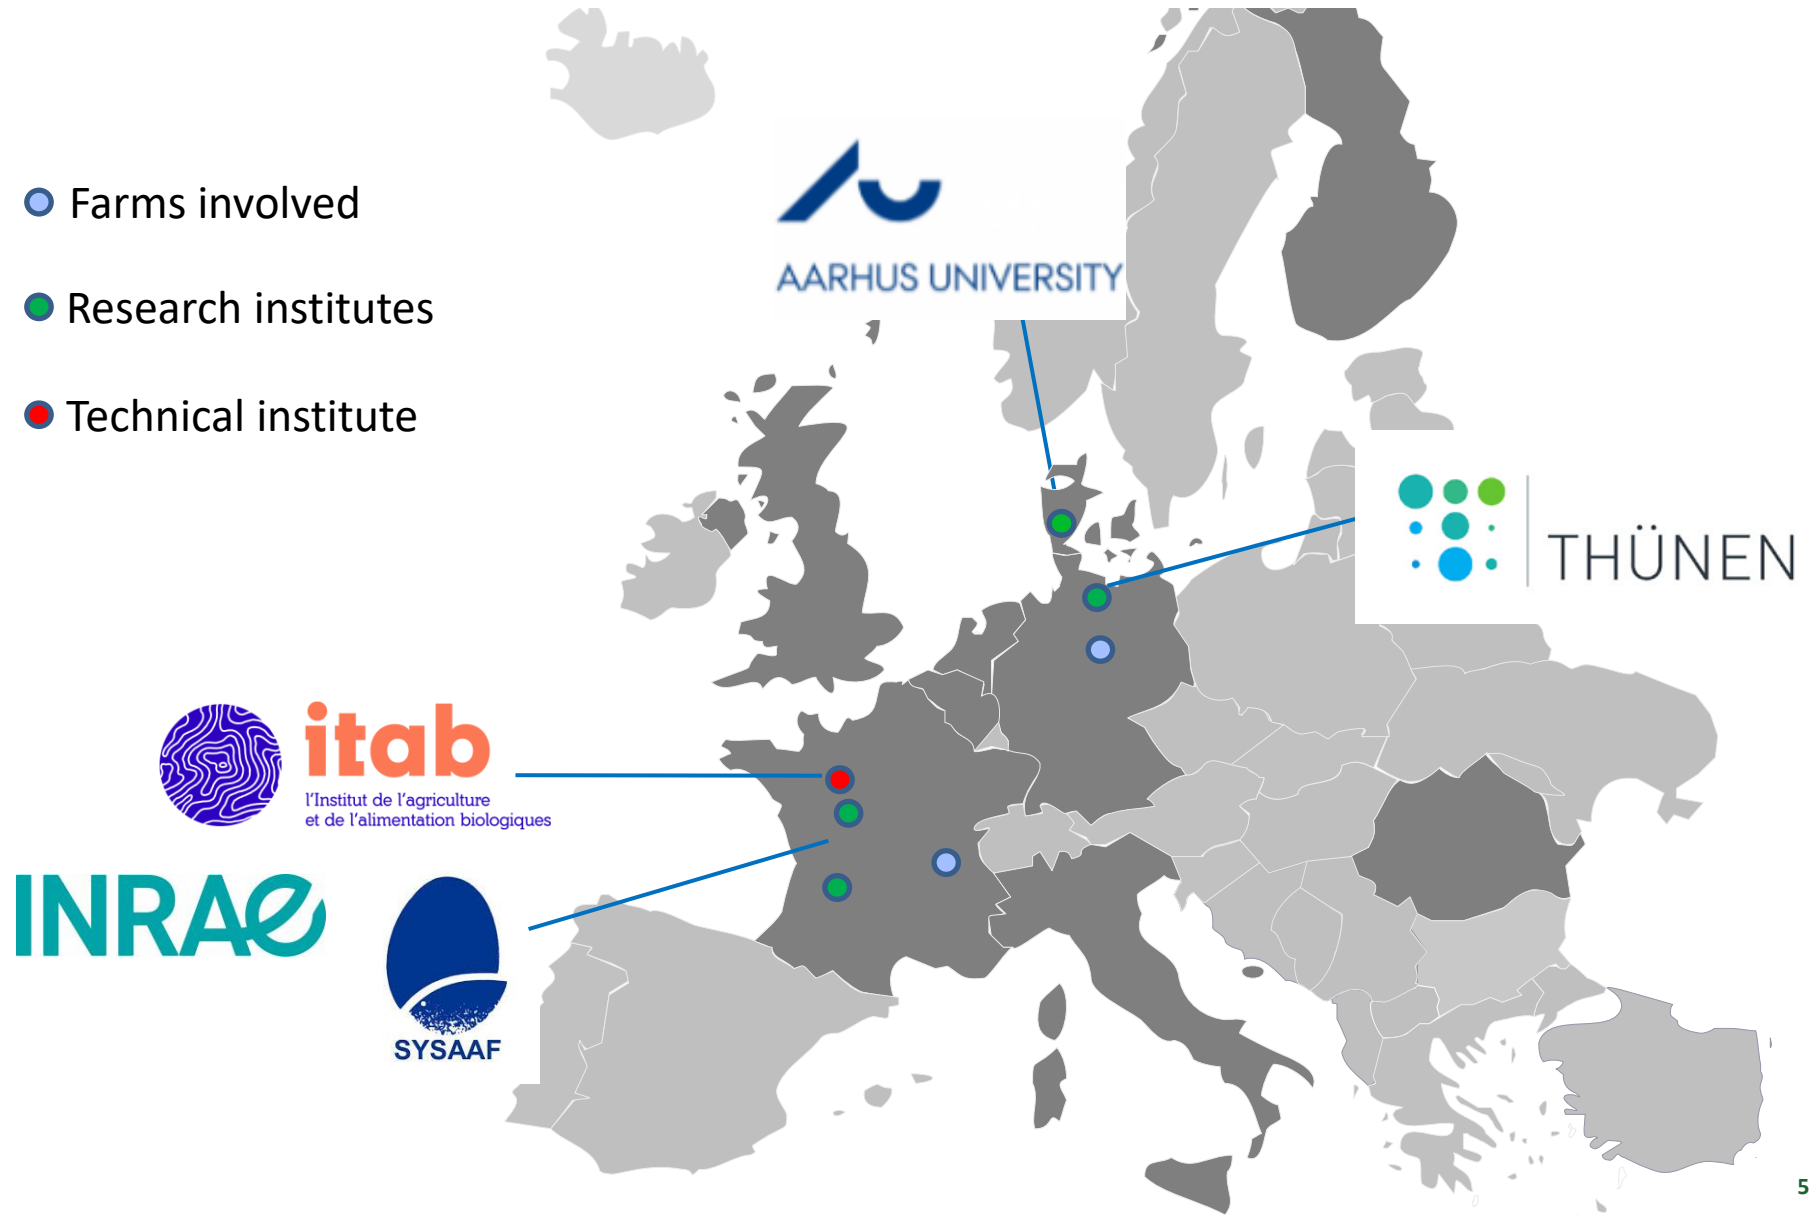 Farms involved
Research institutes
Technical institute
AARHUS UNIVERSITY
THÜNEN
itab
l'Institut de l'agriculture
et de l'alimentation biologiques
INRAE
SYSAAF
5